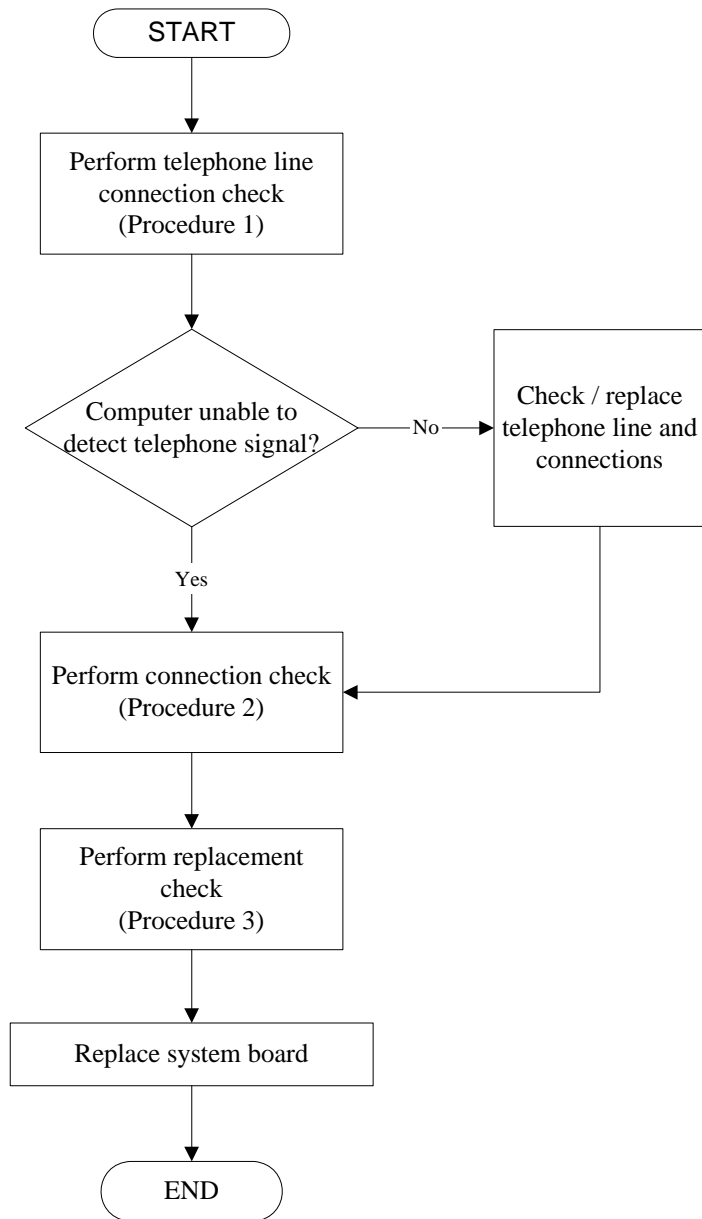 START
Perform telephone line
connection check
(Procedure 1)
Computer unable to
detect telephone signal?
No
Check / replace
telephone line and
connections
Yes
Perform connection check
(Procedure 2)
Perform replacement
check
(Procedure 3)
Replace system board
END